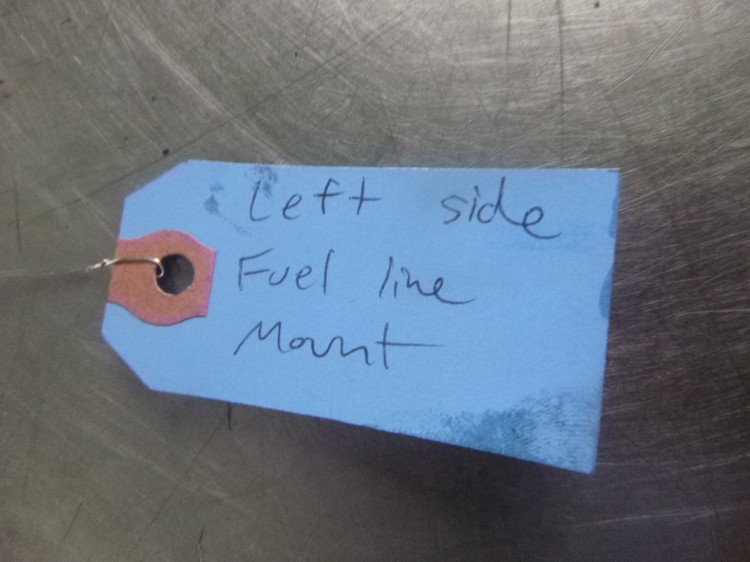 Left side
Fuel line
Mount